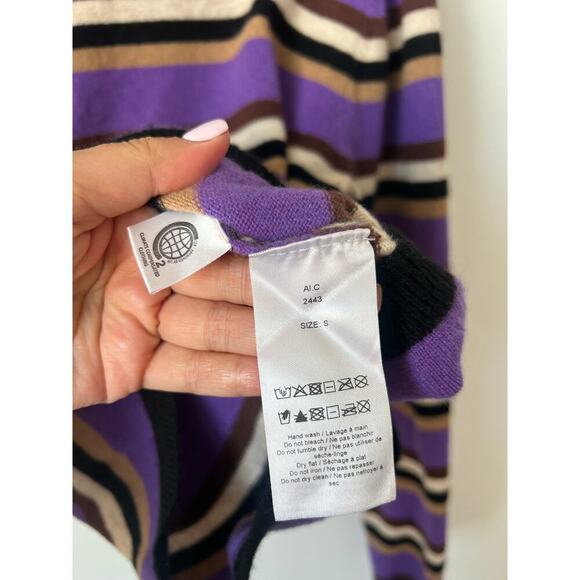 AI.C
2443
SIZE: S
Hand wash / Lavage à main
Do not bleach / Ne pas blanchir
Do not tumble dry / Ne pas utiliser de
sèche-linge
Dry flat / Séchage à plat
Do not iron / Ne pas repasser
Do not dry clean / Ne pas nettoyer à
sec
2